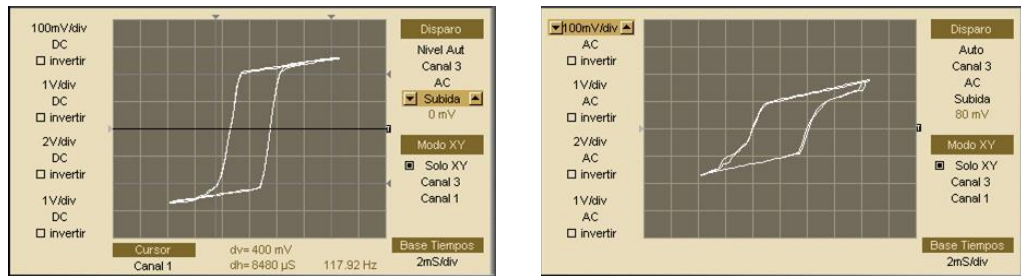 100mV/div
DC
invertir
1V/div
DC
invertir
2V/div
DC
invertir
1V/div
DC
invertir
T
Disparo
Nivel Aut
Canal 3
AC
Subida
0 mV
Modo XY
Solo XY
Canal 3
Canal 1
Cursor
Canal 1
dv= 400 mV
dh= 8480 µS
117.92 Hz
Base Tiempos
2mS/div
100mV/div
AC
invertir
1V/div
AC
invertir
2V/div
AC
invertir
1V/div
AC
invertir
T
Disparo
Auto
Canal 3
AC
Subida
80 mV
Modo XY
Solo XY
Canal 3
Canal 1
Base Tiempos
2mS/div